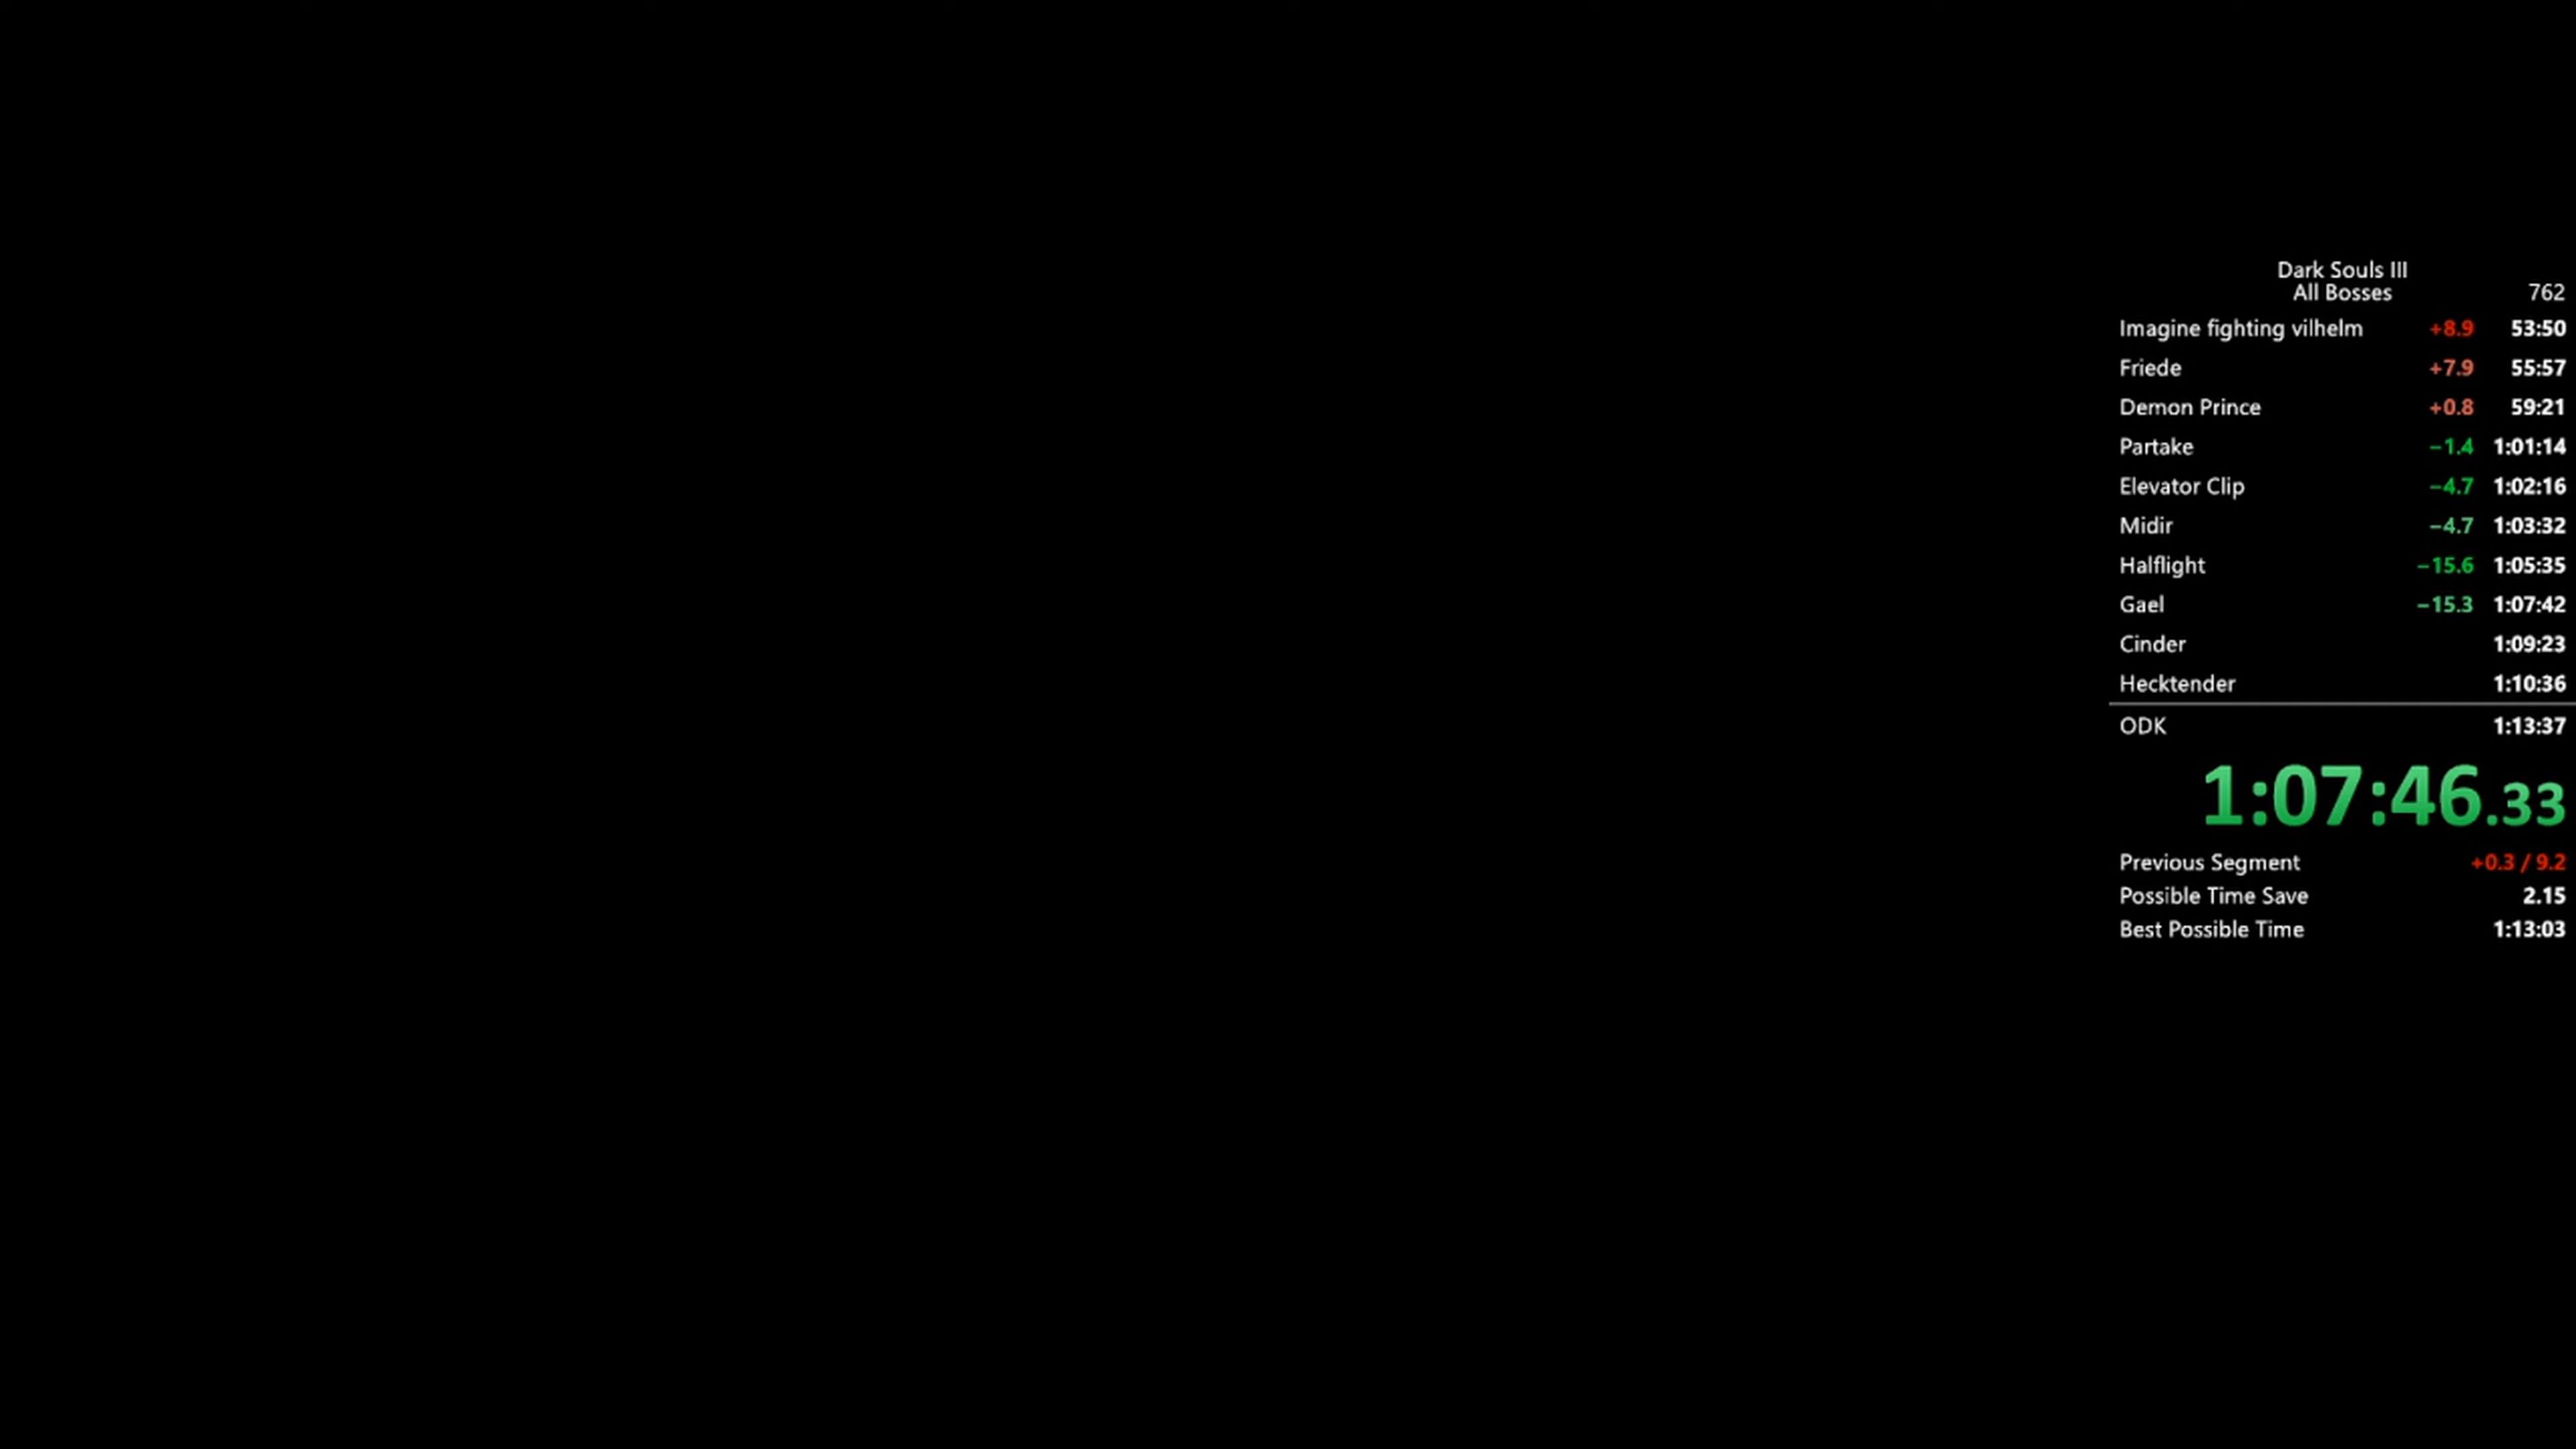 Dark Souls III
All Bosses 762
Imagine fighting vilhelm +8.9 53:50
Friede +7.9 55:57
Demon Prince +0.8 59:21
Partake −1.4 1:01:14
Elevator Clip −4.7 1:02:16
Midir −4.7 1:03:32
Halflight −15.6 1:05:35
Gael −15.3 1:07:42
Cinder 1:09:23
Hecktender 1:10:36
ODK 1:13:37
1:07:46.33
Previous Segment +0.3 / 9.2
Possible Time Save 2.15
Best Possible Time 1:13:03